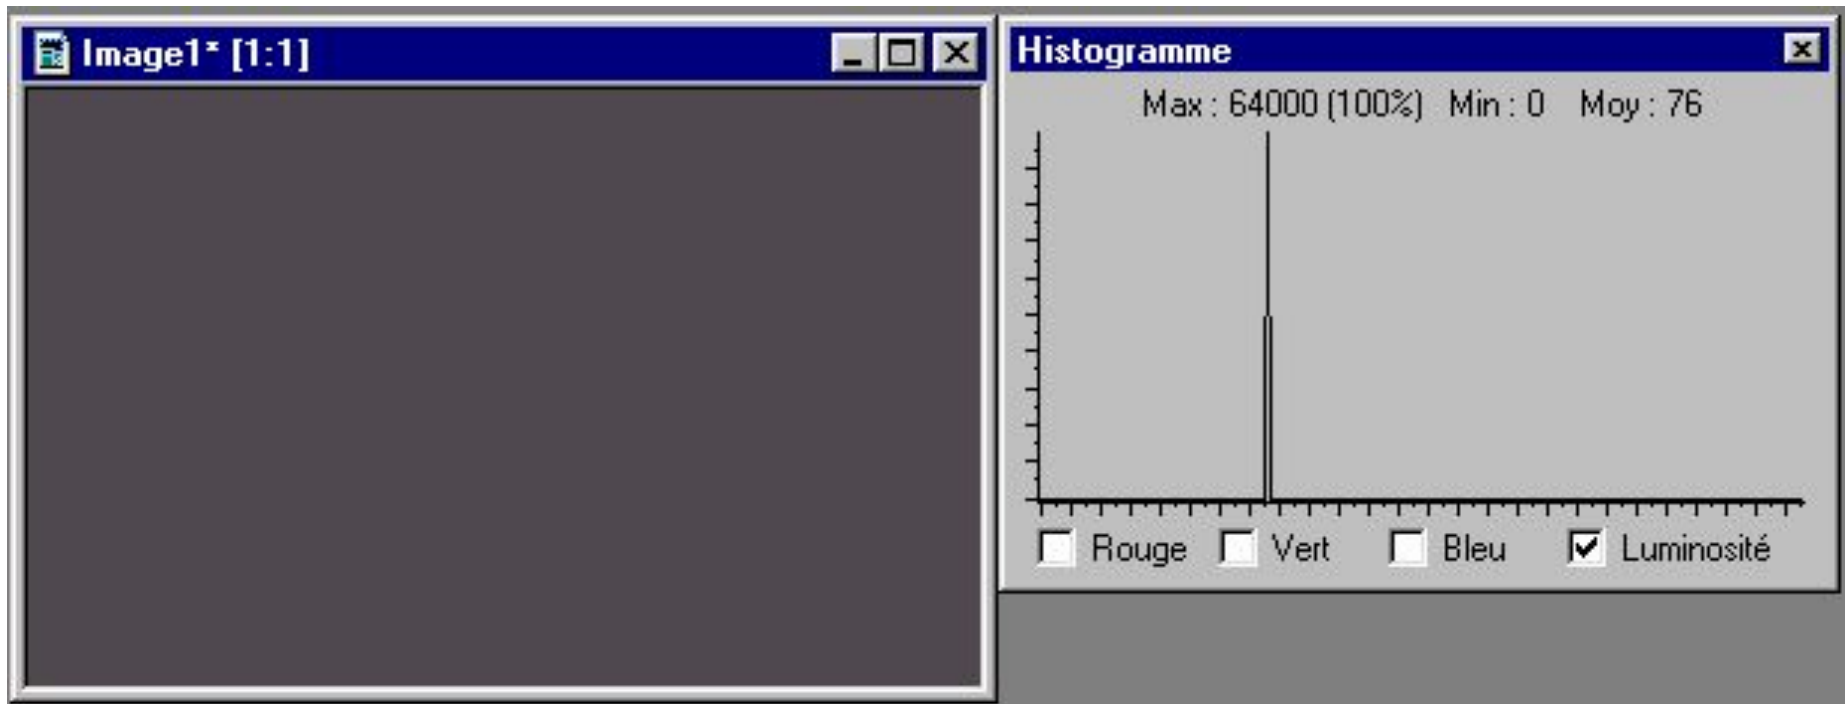 Image1* [1:1]
Histogramme
Max : 64000 (100%) Min : 0 Moy : 76
Rouge Vert Bleu Luminosité